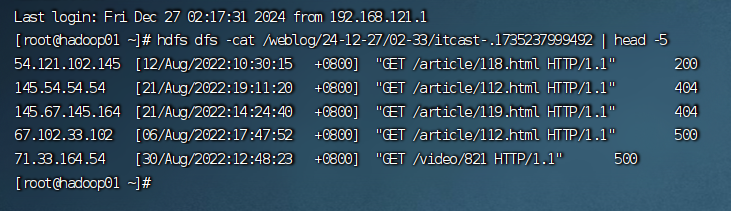 Last login: Fri Dec 27 02:17:31 2024 from 192.168.121.1
[root@hadoop01 ~]# hdfs dfs -cat /weblog/24-12-27/02-33/itcast-.1735237999492 | head -5
54.121.102.145 [12/Aug/2022:10:30:15 +0800] "GET /article/118.html HTTP/1.1" 200
145.54.54.54 [21/Aug/2022:19:11:20 +0800] "GET /article/112.html HTTP/1.1" 404
145.67.145.164 [21/Aug/2022:14:24:40 +0800] "GET /article/119.html HTTP/1.1" 404
67.102.33.102 [06/Aug/2022:17:47:52 +0800] "GET /article/112.html HTTP/1.1" 500
71.33.164.54 [30/Aug/2022:12:48:23 +0800] "GET /video/821 HTTP/1.1" 500
[root@hadoop01 ~]#